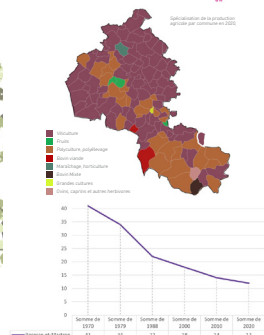 Spécialisation de la production
agricole par commune en 2020.
Viticulture
Fruits
Polyculture, polyélevage
Bovin viande
Maraîchage, horticulture
Bovin Mixte
Grandes cultures
Ovins, caprins et autres herbivores
40
35
30
25
20
15
10
5
0
Somme de Somme de Somme de Somme de Somme de Somme de
1970 1979 1988 2000 2010 2020